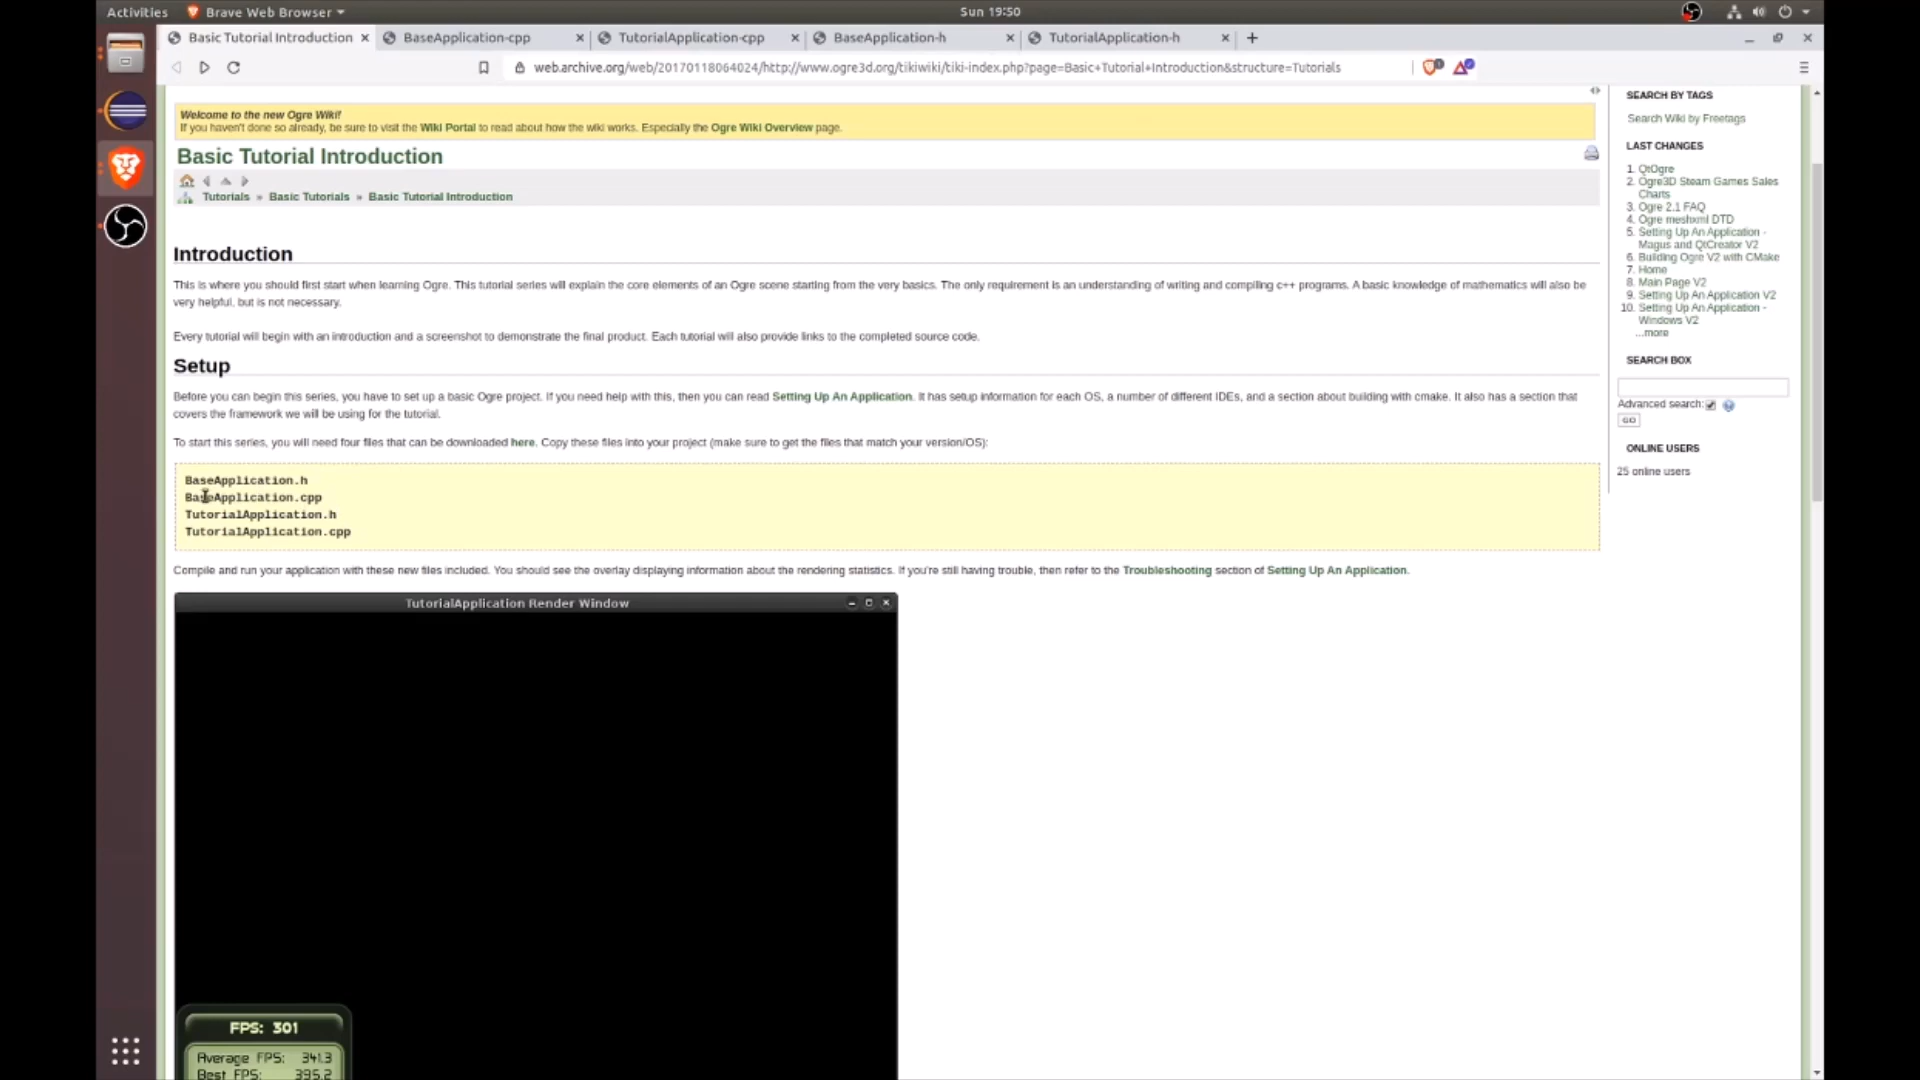 Activities
Brave Web Browser
Sun 19:50
Basic Tutorial Introduction
BaseApplication-cpp
TutorialApplication-cpp
BaseApplication-h
TutorialApplication-h
web.archive.org/web/20170118064024/http://www.ogre3d.org/tikiwiki/tiki-index.php?page=Basic+Tutorial+Introduction&structure=Tutorials
Welcome to the new Ogre Wiki!
If you haven't done so already, be sure to visit the Wiki Portal to read about how the wiki works. Especially the Ogre Wiki Overview page.
Basic Tutorial Introduction
Tutorials » Basic Tutorials » Basic Tutorial Introduction
Introduction
This is where you should first start when learning Ogre. This tutorial series will explain the core elements of an Ogre scene starting from the very basics. The only requirement is an understanding of writing and compiling c++ programs. A basic knowledge of mathematics will also be
very helpful, but is not necessary.
Every tutorial will begin with an introduction and a screenshot to demonstrate the final product. Each tutorial will also provide links to the completed source code.
Setup
Before you can begin this series, you have to set up a basic Ogre project. If you need help with this, then you can read Setting Up An Application. It has setup information for each OS, a number of different IDEs, and a section about building with cmake. It also has a section that
covers the framework we will be using for the tutorial.
To start this series, you will need four files that can be downloaded here. Copy these files into your project (make sure to get the files that match your version/OS):
BaseApplication.h
BaseApplication.cpp
TutorialApplication.h
TutorialApplication.cpp
Compile and run your application with these new files included. You should see the overlay displaying information about the rendering statistics. If you're still having trouble, then refer to the Troubleshooting section of Setting Up An Application.
TutorialApplication Render Window
FPS: 301
Average FPS: 341.3
Best FPS: 395.2
SEARCH BY TAGS
Search Wiki by Freetags
LAST CHANGES
1. QtOgre
2. Ogre3D Steam Games Sales
Charts
3. Ogre 2.1 FAQ
4. Ogre meshxml DTD
5. Setting Up An Application -
Magus and QtCreator V2
6. Building Ogre V2 with CMake
7. Home
8. Main Page V2
9. Setting Up An Application V2
10. Setting Up An Application -
Windows V2
...more
SEARCH BOX
Advanced search:
GO
ONLINE USERS
25 online users